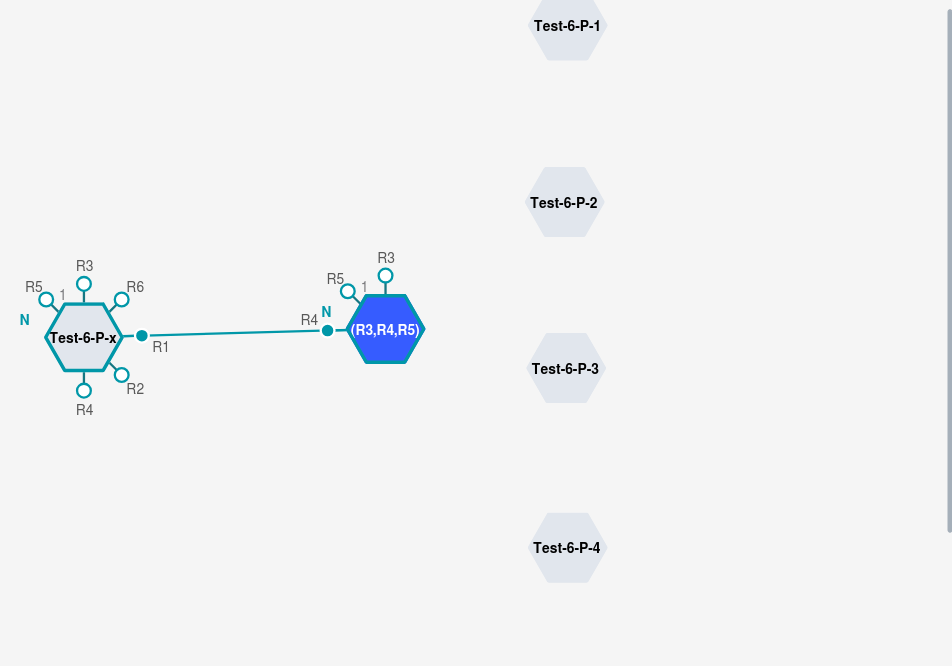 Test-6-P-1
Test-6-P-2
R3
R5
1
R6
N
Test-6-P-x
R1
R2
R4
R3
R5
1
N
R4
(R3,R4,R5)
Test-6-P-3
Test-6-P-4